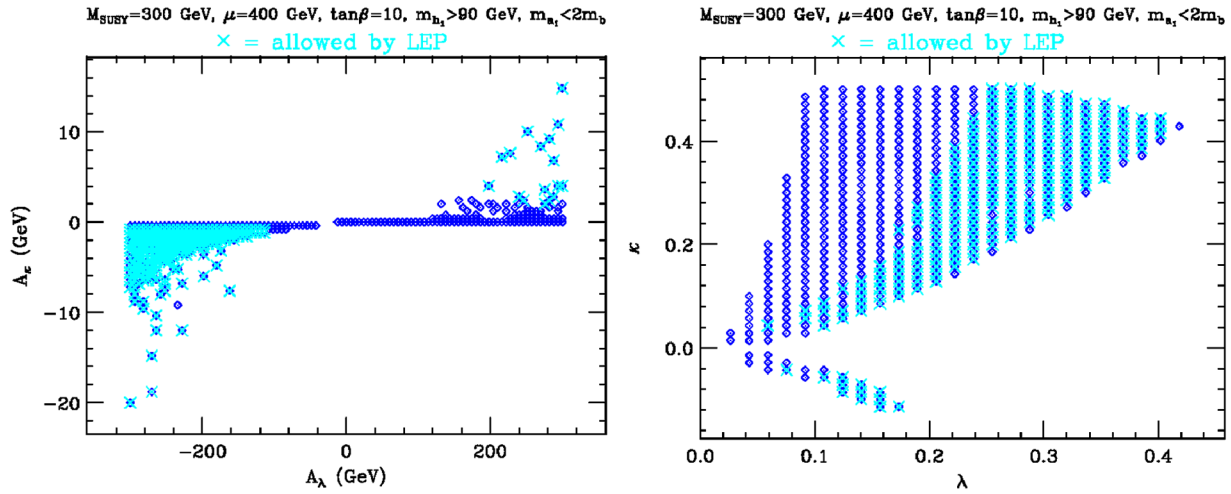 M_SUSY=300 GeV, μ=400 GeV, tanβ=10, m_h₁>90 GeV, m_a₁<2m_b
× = allowed by LEP
10
0
−10
−20
A_κ (GeV)
−200
0
200
A_λ (GeV)
M_SUSY=300 GeV, μ=400 GeV, tanβ=10, m_h₁>90 GeV, m_a₁<2m_b
× = allowed by LEP
0.4
0.2
0.0
κ
0.0
0.1
0.2
0.3
0.4
λ